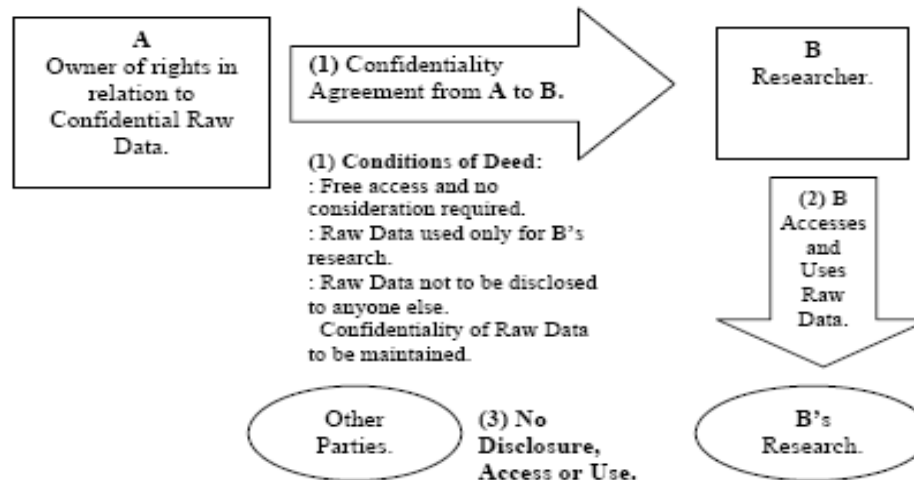 A
Owner of rights in
relation to
Confidential Raw
Data.
(1) Confidentiality
Agreement from A to B.
B
Researcher.
(1) Conditions of Deed:
: Free access and no
consideration required.
: Raw Data used only for B's
research.
: Raw Data not to be disclosed
to anyone else.
Confidentiality of Raw Data
to be maintained.
(2) B
Accesses
and
Uses
Raw
Data.
Other
Parties.
(3) No
Disclosure,
Access or Use.
B's
Research.